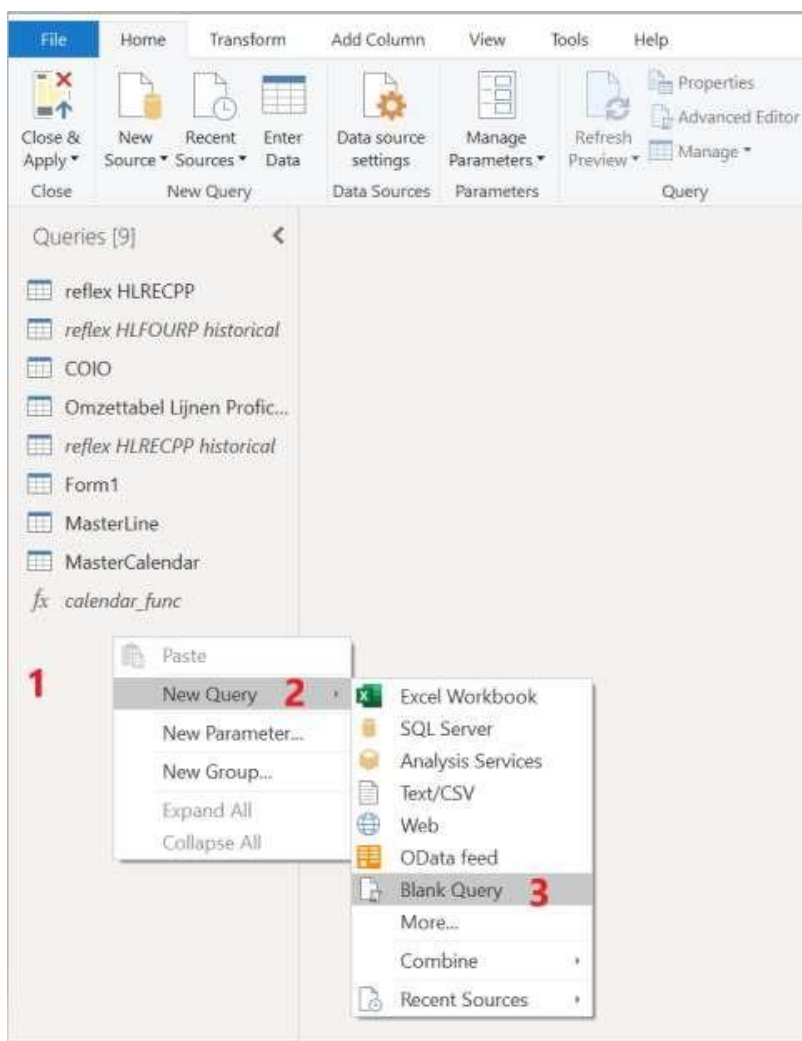 File Home Transform Add Column View Tools Help
Close & Apply
New Source
Recent Sources
Enter Data
Data source settings
Manage Parameters
Refresh Preview
Properties
Advanced Editor
Manage
Close New Query Data Sources Parameters Query
Queries [9]
reflex HLRECPP
reflex HLFOURP historical
COIO
Omzettabel Lijnen Profic...
reflex HLRECPP historical
Form1
MasterLine
MasterCalendar
fx calendar_func
1
Paste
New Query 2
New Parameter...
New Group...
Expand All
Collapse All
Excel Workbook
SQL Server
Analysis Services
Text/CSV
Web
OData feed
Blank Query 3
More...
Combine
Recent Sources